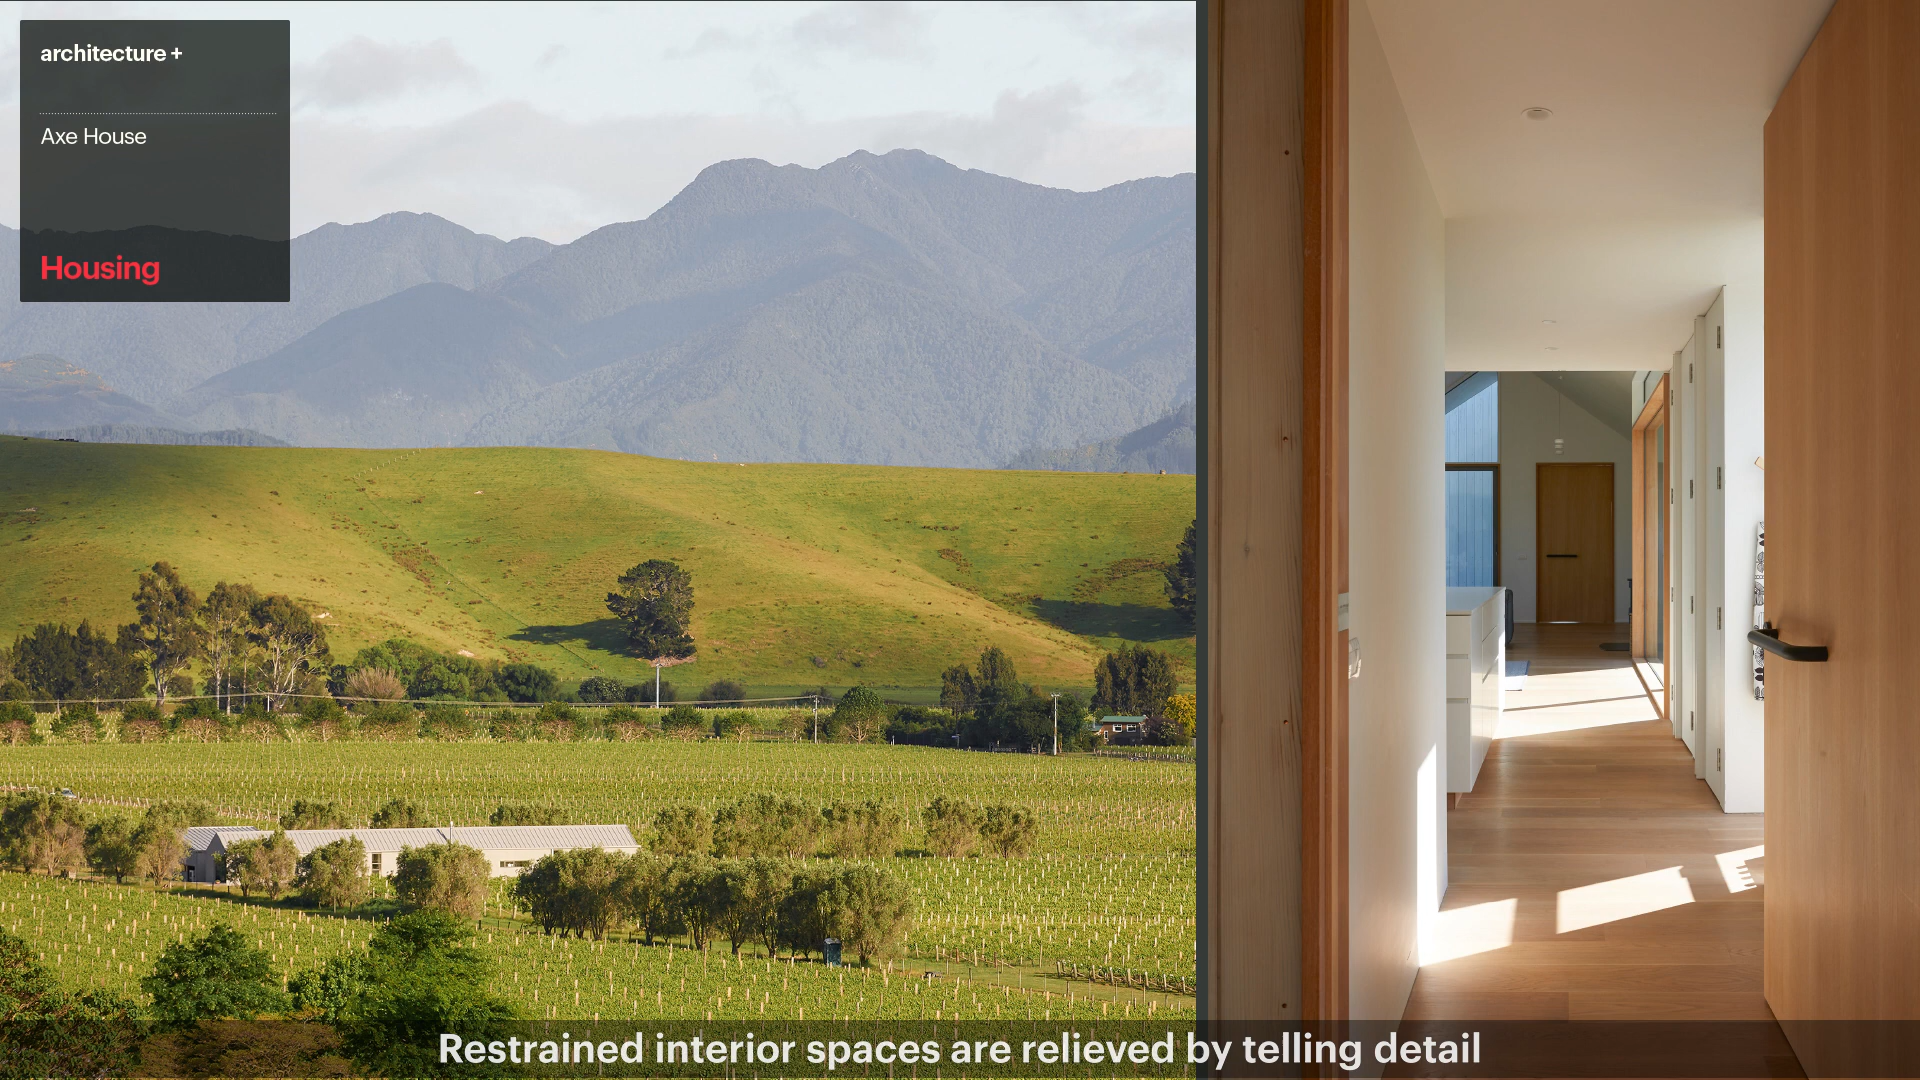 architecture +
Axe House
Housing
Restrained interior spaces are relieved by telling detail